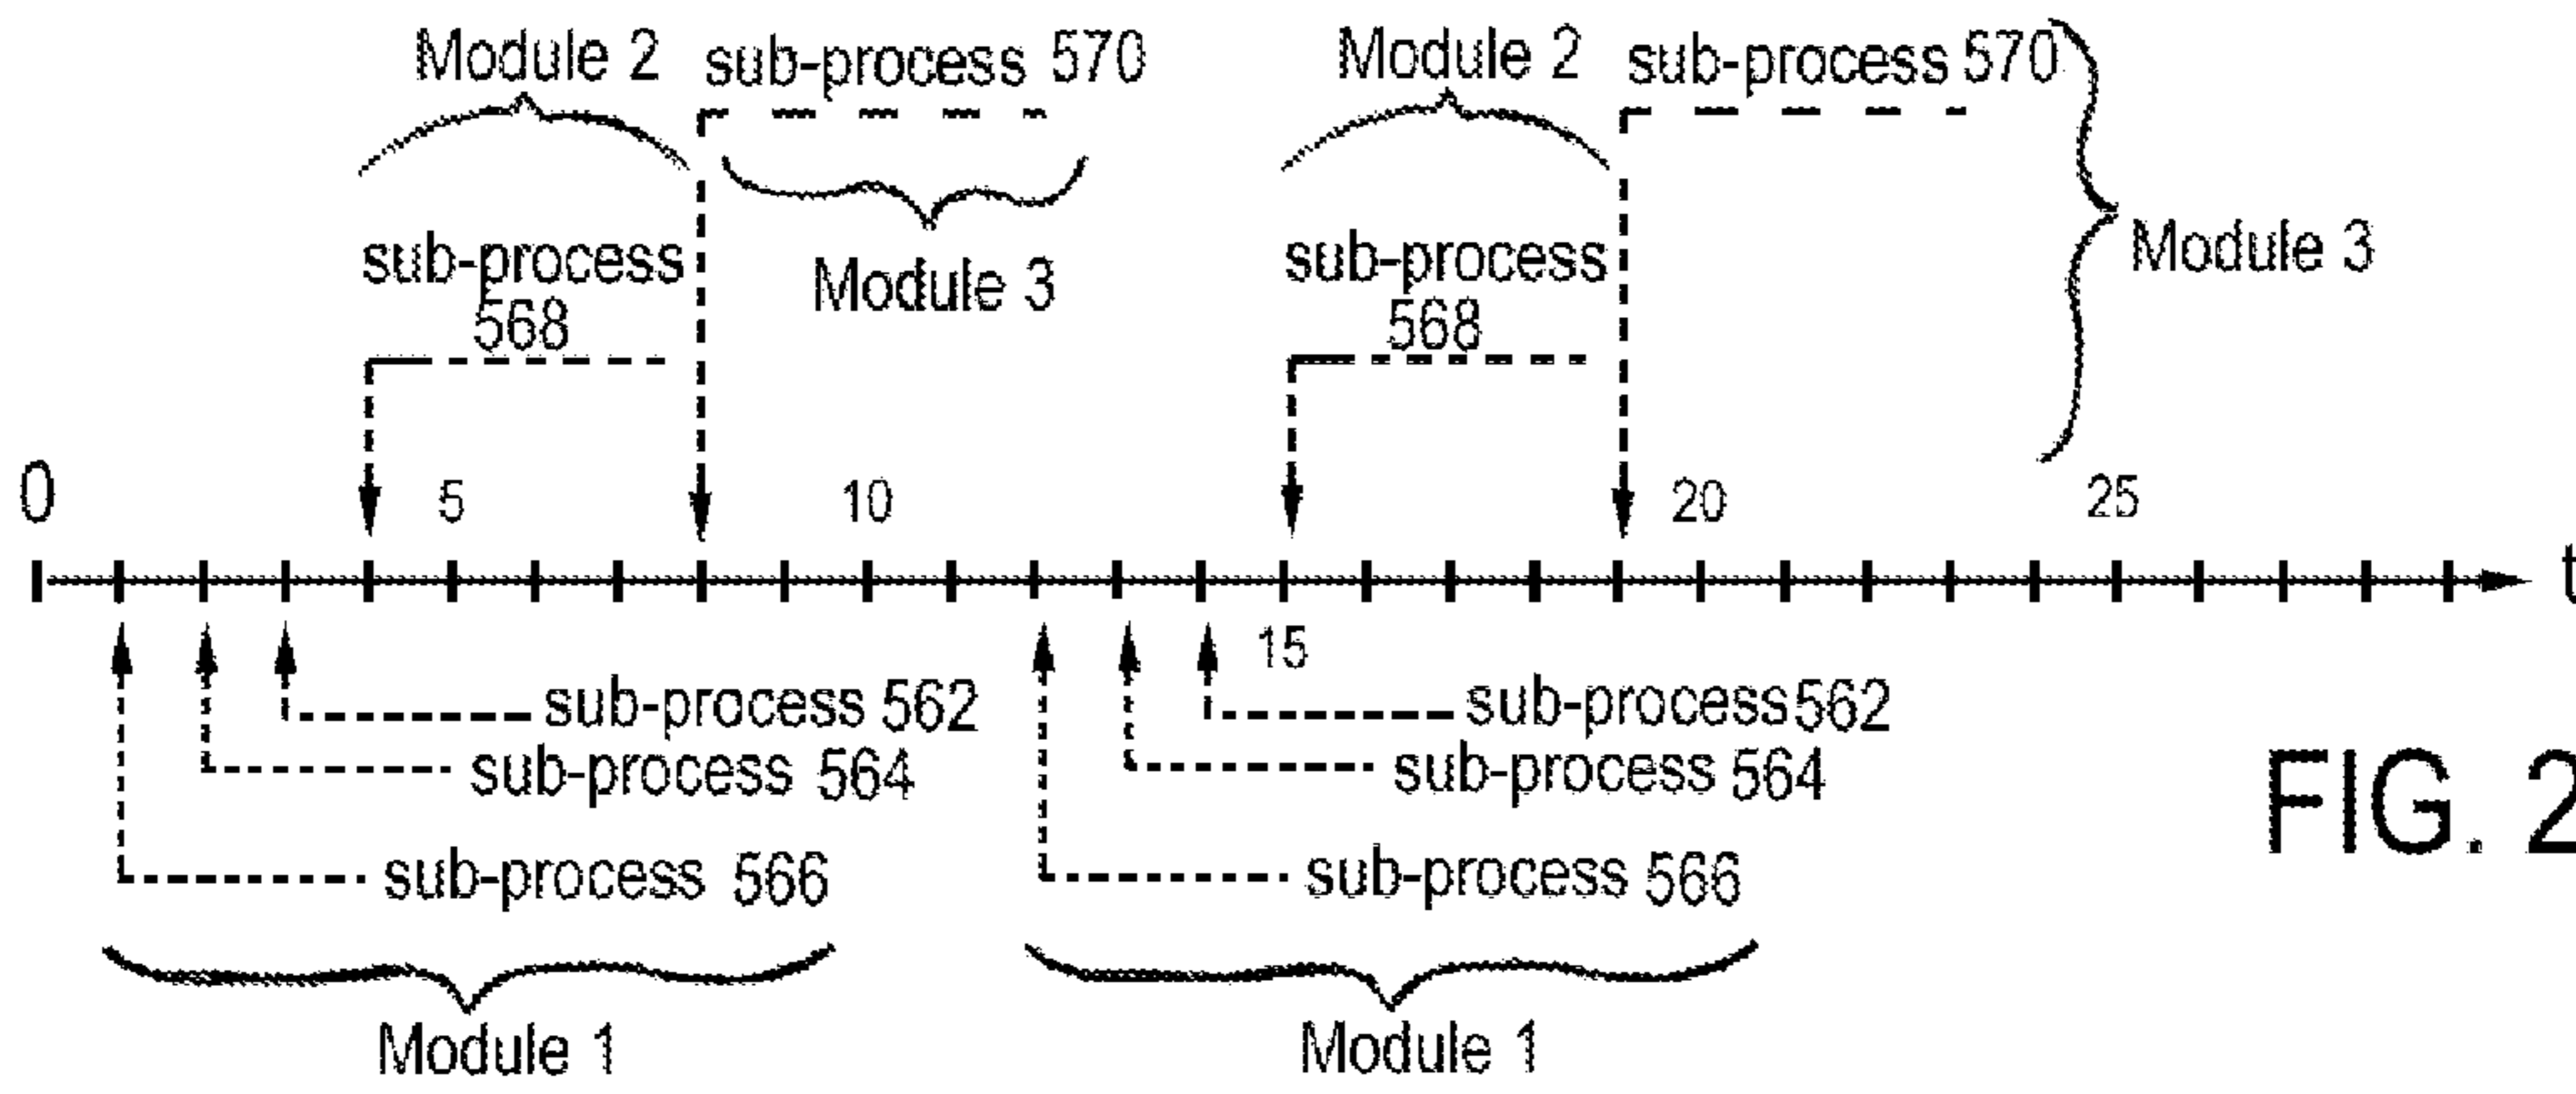 Module 2
sub-process 570
Module 2
sub-process 570
sub-process
568
Module 3
sub-process
568
Module 3
0
5
10
20
25
t
15
sub-process 562
sub-process 564
sub-process 566
sub-process562
sub-process 564
sub-process 566
FIG. 2
Module 1
Module 1